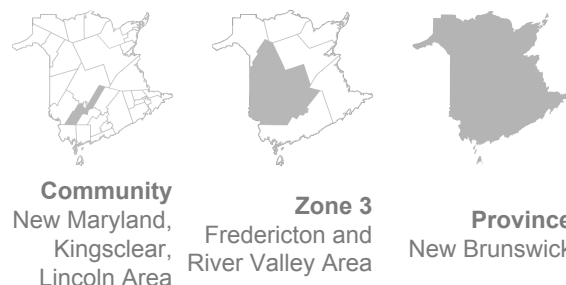 Community
New Maryland,
Kingsclear,
Lincoln Area
Zone 3
Fredericton and
River Valley Area
Province
New Brunswick